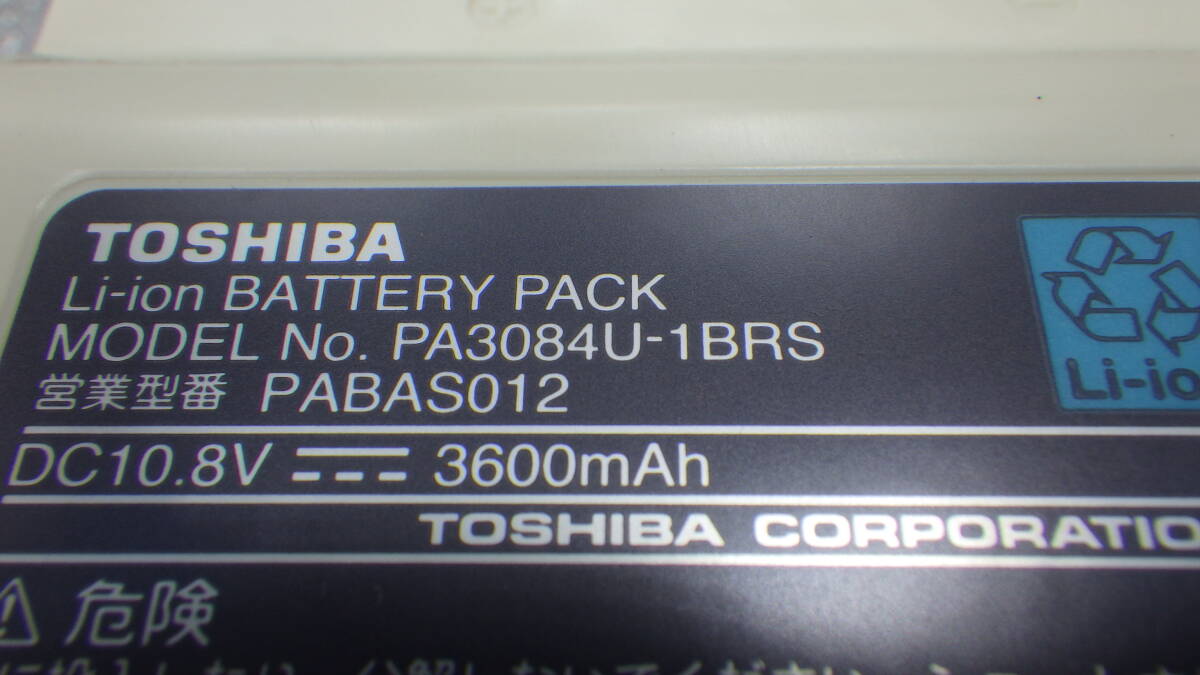 TOSHIBA
Li-ion BATTERY PACK
MODEL No. PA3084U-1BRS
営業型番 PABAS012
DC10.8V 3600mAh
TOSHIBA CORPORATIO
Li-io
危険